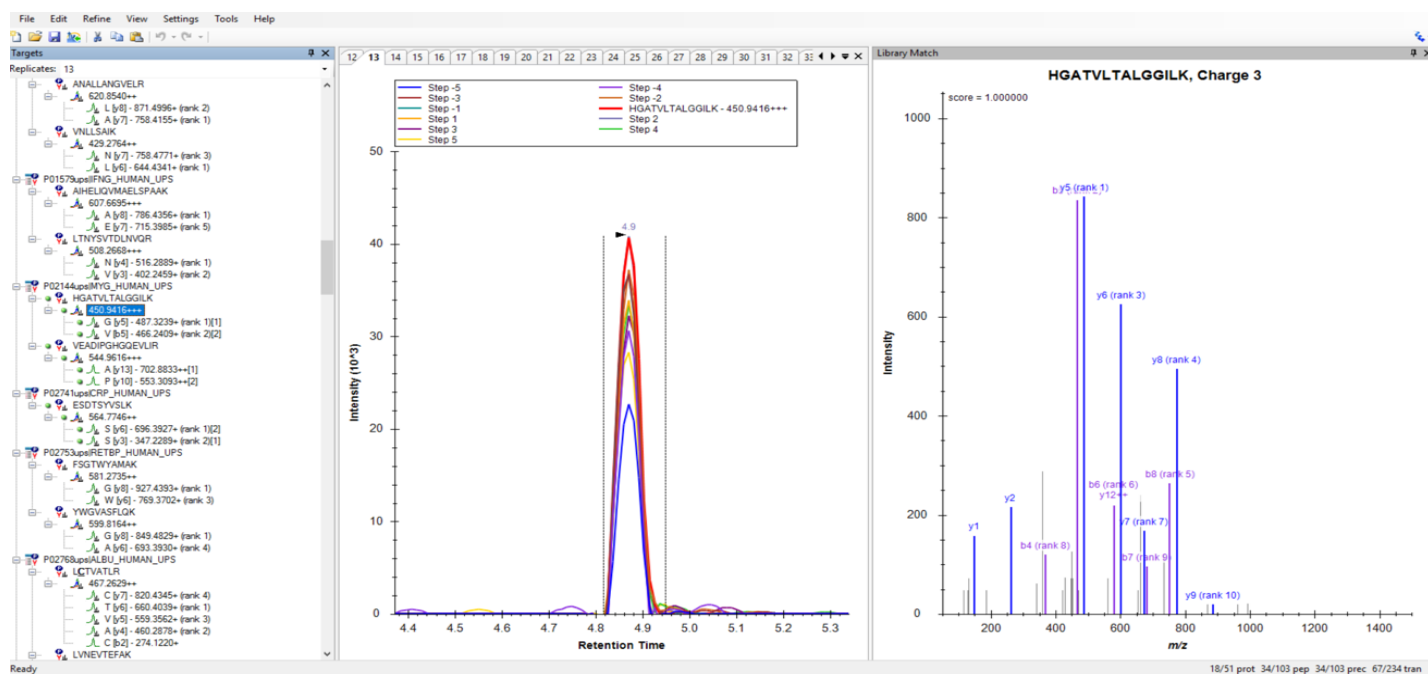 File Edit Refine View Settings Tools Help
Targets
Replicates: 13
ANALLANGVELR
620.8540++
L [y8] - 871.4996+ (rank 2)
A [y7] - 758.4155+ (rank 1)
VNLLSAIK
429.2764++
N [y7] - 758.4771+ (rank 3)
L [y6] - 644.4341+ (rank 1)
P01579ups|IFNG_HUMAN_UPS
AIHELIQVMAELSPAAK
607.6695+++
A [y8] - 786.4356+ (rank 1)
E [y7] - 715.3985+ (rank 5)
LTNYSVTDLNVQR
508.2668+++
N [y4] - 516.2889+ (rank 1)
V [y3] - 402.2459+ (rank 2)
P02144ups|MYG_HUMAN_UPS
HGATVLTALGGILK
450.9416+++
G [y5] - 487.3239+ (rank 1)[1]
V [b5] - 466.2409+ (rank 2)[2]
VEADIPGHGQEVLIR
544.9616+++
A [y13] - 702.8833++[1]
P [y10] - 553.3093++[2]
P02741ups|CRP_HUMAN_UPS
ESDTSYVSLK
564.7746++
S [y6] - 696.3927+ (rank 1)[2]
S [y3] - 347.2289+ (rank 2)[1]
P02753ups|RETBP_HUMAN_UPS
FSGTWYAMAK
581.2735++
G [y8] - 927.4393+ (rank 1)
W [y6] - 769.3702+ (rank 3)
YWGVASFLQK
599.8164++
G [y8] - 849.4829+ (rank 1)
A [y6] - 693.3930+ (rank 4)
P02768ups|ALBU_HUMAN_UPS
LCTVATLR
467.2629++
C [y7] - 820.4345+ (rank 4)
T [y6] - 660.4039+ (rank 1)
V [y5] - 559.3562+ (rank 3)
A [y4] - 460.2878+ (rank 2)
C [b2] - 274.1220+
LVNEVTEFAK
12 13 14 15 16 17 18 19 20 21 22 23 24 25 26 27 28 29 30 31 32
Step -5 Step -4
Step -3 Step -2
Step -1 HGATVLTALGGILK - 450.9416+++
Step 1 Step 2
Step 3 Step 4
Step 5
50
40
30
20
10
0
Intensity (10^3)
4.9
4.4 4.5 4.6 4.7 4.8 4.9 5.0 5.1 5.2 5.3
Retention Time
Library Match
HGATVLTALGGILK, Charge 3
score = 1.000000
1000
800
600
400
200
0
Intensity
y5 (rank 1)
y6 (rank 3)
y8 (rank 4)
b8 (rank 5)
b6 (rank 6)
y12++
y2
y7 (rank 7)
y1
b4 (rank 8)
b7 (rank 9)
y9 (rank 10)
200 400 600 800 1000 1200 1400
m/z
Ready
18/51 prot 34/103 pep 34/103 prec 67/234 tran